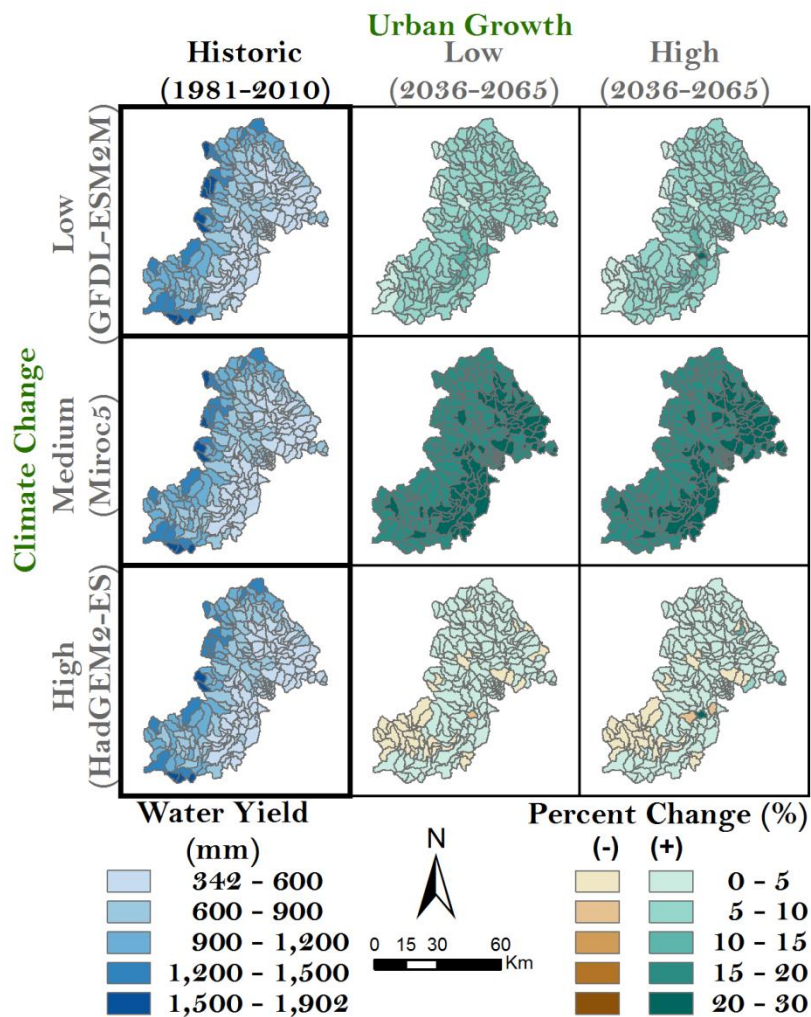 Urban Growth
Historic
(1981-2010)
Low
(2036-2065)
High
(2036-2065)
Climate Change
Low
(GFDL-ESM2M)
Medium
(Miroc5)
High
(HadGEM2-ES)
Water Yield
(mm)
342 - 600
600 - 900
900 - 1,200
1,200 - 1,500
1,500 - 1,902
N
0 15 30 60
Km
Percent Change (%)
(-) (+)
0 - 5
5 - 10
10 - 15
15 - 20
20 - 30